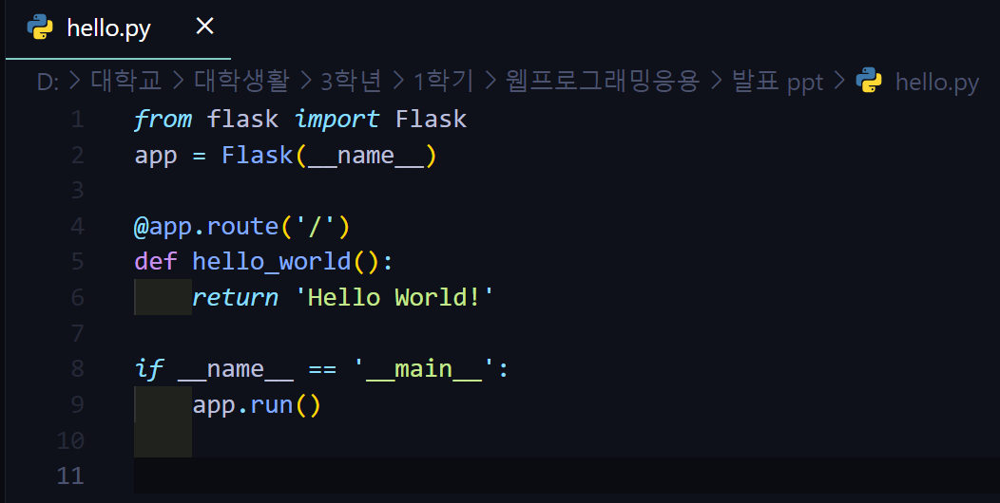 hello.py ×
D: > 대학교 > 대학생활 > 3학년 > 1학기 > 웹프로그래밍응용 > 발표 ppt > hello.py
1 from flask import Flask
2 app = Flask(__name__)
3
4 @app.route('/')
5 def hello_world():
6     return 'Hello World!'
7
8 if __name__ == '__main__':
9     app.run()
10
11